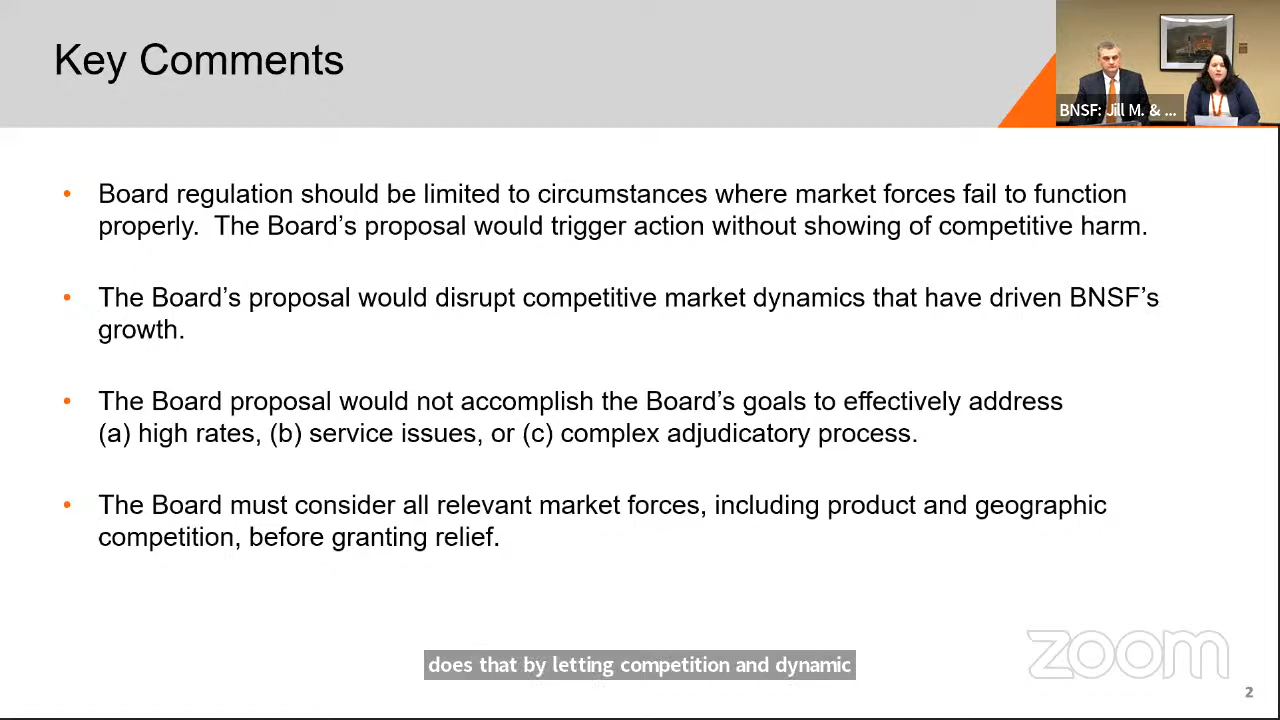 Key Comments
BNSF: Jill M. & ...
• Board regulation should be limited to circumstances where market forces fail to function
properly.  The Board’s proposal would trigger action without showing of competitive harm.
• The Board’s proposal would disrupt competitive market dynamics that have driven BNSF’s
growth.
• The Board proposal would not accomplish the Board’s goals to effectively address
(a) high rates, (b) service issues, or (c) complex adjudicatory process.
• The Board must consider all relevant market forces, including product and geographic
competition, before granting relief.
does that by letting competition and dynamic
zoom
2